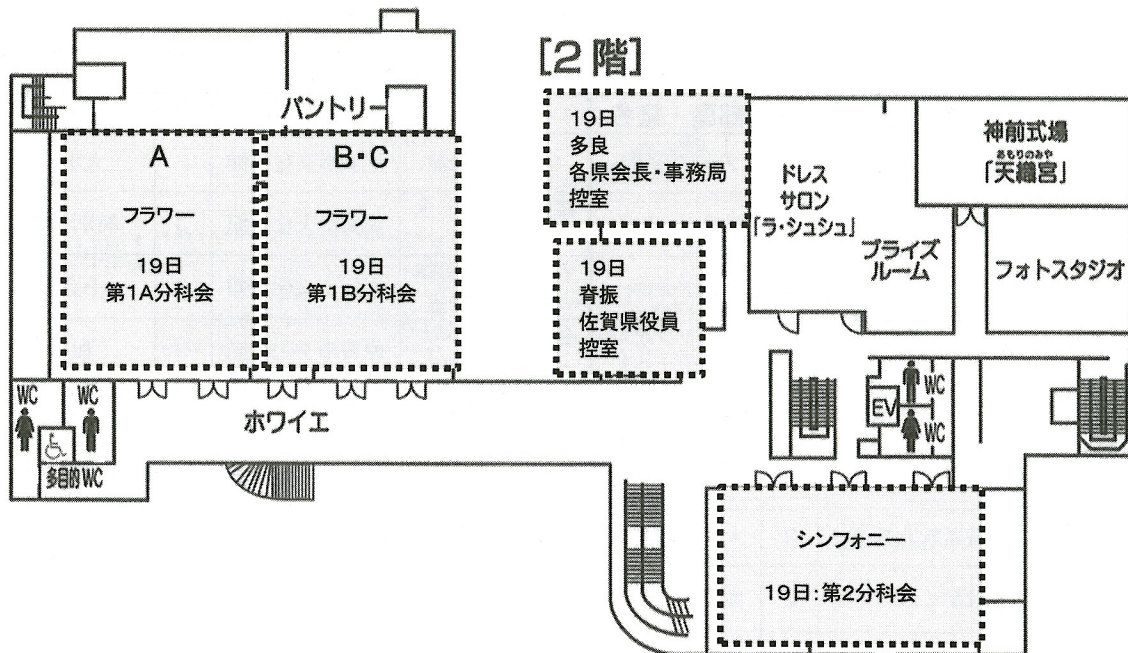 [2階]
パントリー
A
フラワー
19日
第1A分科会
B・C
フラワー
19日
第1B分科会
19日
多良
各県会長・事務局
控室
19日
脊振
佐賀県役員
控室
ドレス
サロン
「ラ・シュシュ」
ブライズ
ルーム
神前式場
あもりのみや
「天織宮」
フォトスタジオ
WC
WC
多目的WC
ホワイエ
EV
WC
WC
シンフォニー
19日:第2分科会